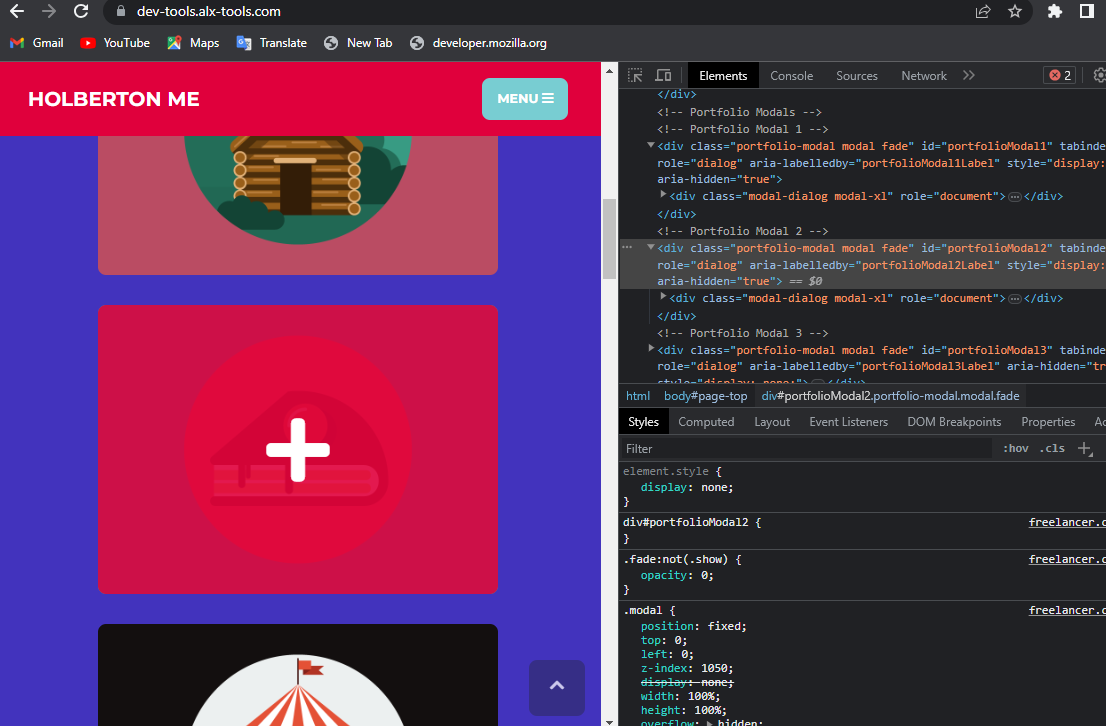 dev-tools.alx-tools.com
Gmail YouTube Maps Translate New Tab developer.mozilla.org
HOLBERTON ME
MENU
Elements Console Sources Network 2
</div>
<!-- Portfolio Modals -->
<!-- Portfolio Modal 1 -->
<div class="portfolio-modal modal fade" id="portfolioModal1" tabinde
role="dialog" aria-labelledby="portfolioModal1Label" style="display:
aria-hidden="true">
<div class="modal-dialog modal-xl" role="document">…</div>
</div>
<!-- Portfolio Modal 2 -->
<div class="portfolio-modal modal fade" id="portfolioModal2" tabinde
role="dialog" aria-labelledby="portfolioModal2Label" style="display:
aria-hidden="true"> == $0
<div class="modal-dialog modal-xl" role="document">…</div>
</div>
<!-- Portfolio Modal 3 -->
<div class="portfolio-modal modal fade" id="portfolioModal3" tabinde
role="dialog" aria-labelledby="portfolioModal3Label" aria-hidden="tr
style="display: none;">…</div>
html body#page-top div#portfolioModal2.portfolio-modal.modal.fade
Styles Computed Layout Event Listeners DOM Breakpoints Properties Ac
Filter :hov .cls
element.style {
display: none;
}
div#portfolioModal2 { freelancer.c
}
.fade:not(.show) { freelancer.c
opacity: 0;
}
.modal { freelancer.c
position: fixed;
top: 0;
left: 0;
z-index: 1050;
display: none;
width: 100%;
height: 100%;
overflow: hidden;